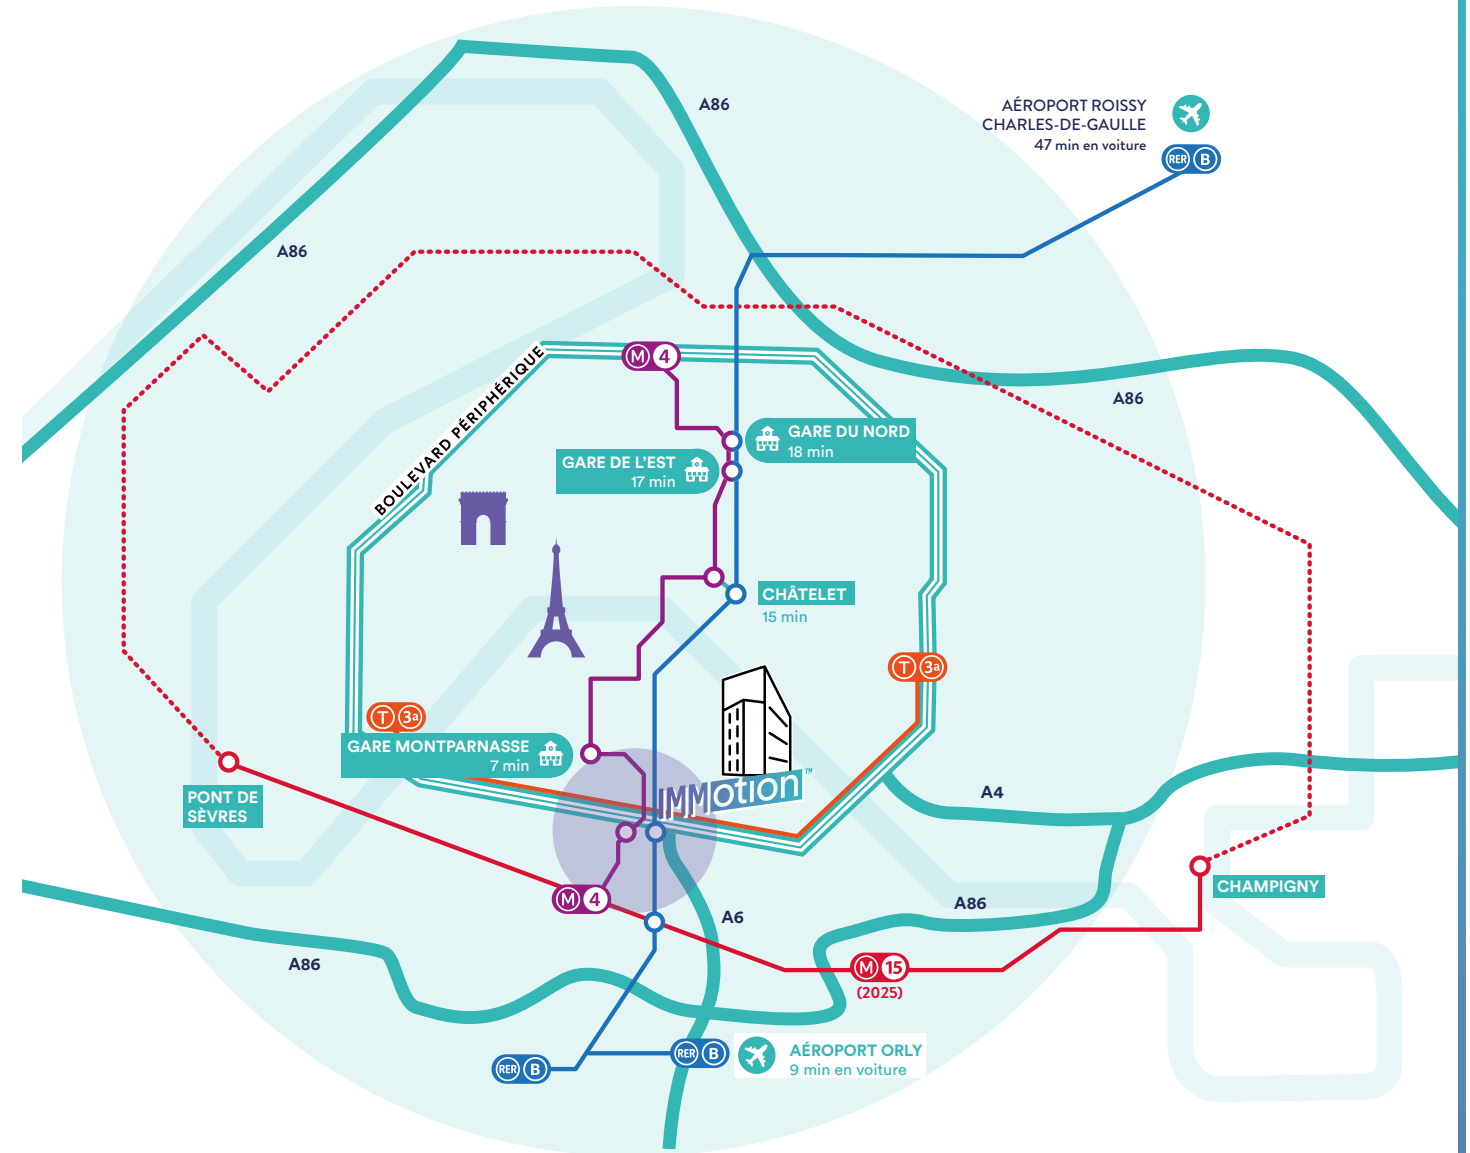 A86
AÉROPORT ROISSY
CHARLES-DE-GAULLE
47 min en voiture
RER B
A86
BOULEVARD PÉRIPHÉRIQUE
M 4
A86
GARE DU NORD
18 min
GARE DE L'EST
17 min
CHÂTELET
15 min
T 3a
T 3a
GARE MONTPARNASSE
7 min
IMMOtion™
PONT DE
SÈVRES
A4
CHAMPIGNY
M 4
A6
A86
A86
M 15
(2025)
RER B
AÉROPORT ORLY
9 min en voiture
RER B